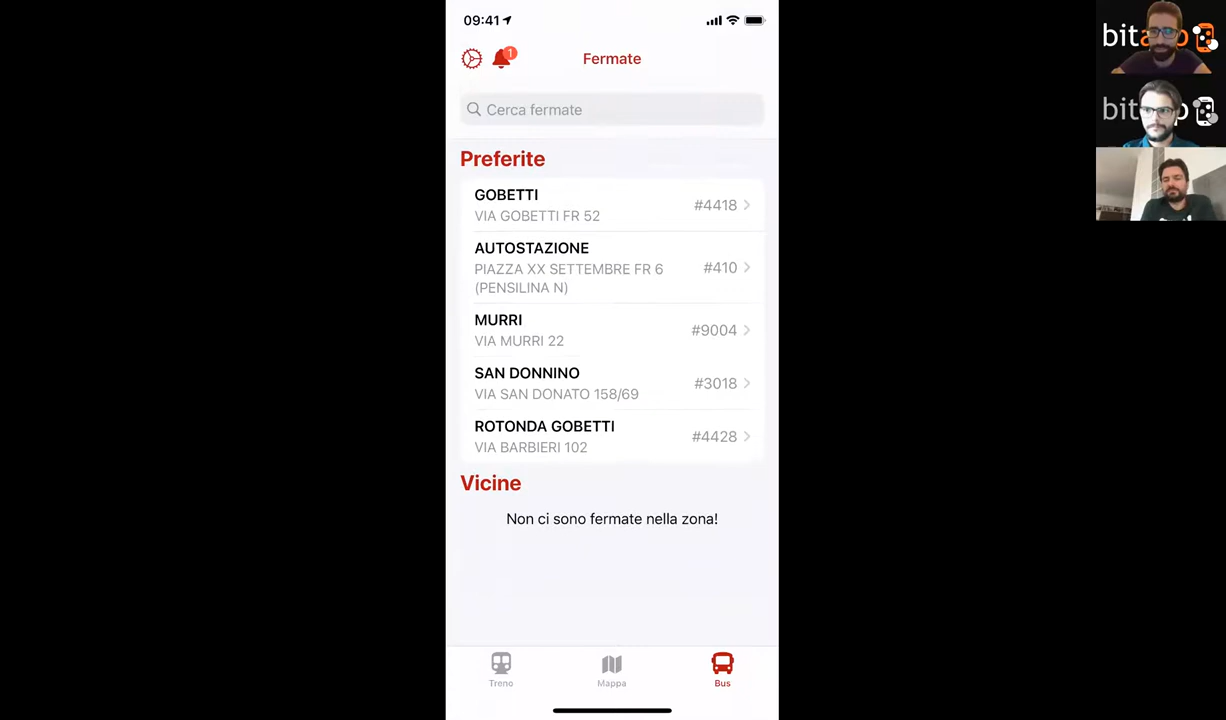 09:41
1
Fermate
Cerca fermate
Preferite
GOBETTI
VIA GOBETTI FR 52
#4418
AUTOSTAZIONE
PIAZZA XX SETTEMBRE FR 6
(PENSILINA N)
#410
MURRI
VIA MURRI 22
#9004
SAN DONNINO
VIA SAN DONATO 158/69
#3018
ROTONDA GOBETTI
VIA BARBIERI 102
#4428
Vicine
Non ci sono fermate nella zona!
Treno
Mappa
Bus